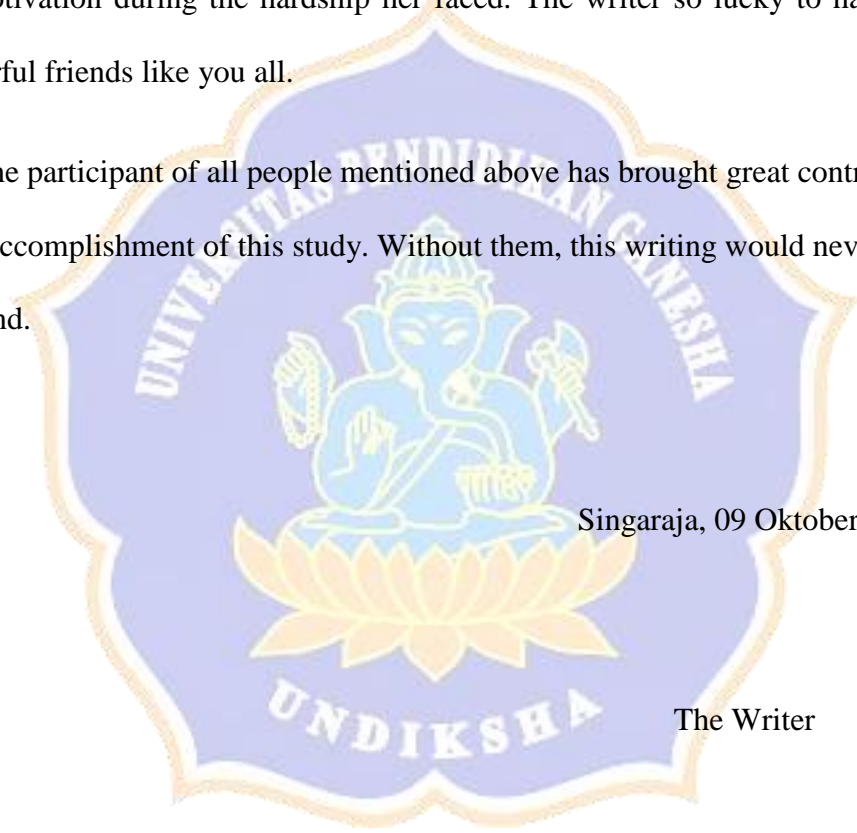 tivation during the hardship her faced. The writer so lucky to ha
rful friends like you all.
ne participant of all people mentioned above has brought great contr
ccomplishment of this study. Without them, this writing would nev
nd.
UNIVERSITAS PENDIDIKAN GANESHA
Singaraja, 09 Oktober
The Writer
UNDIKSHA